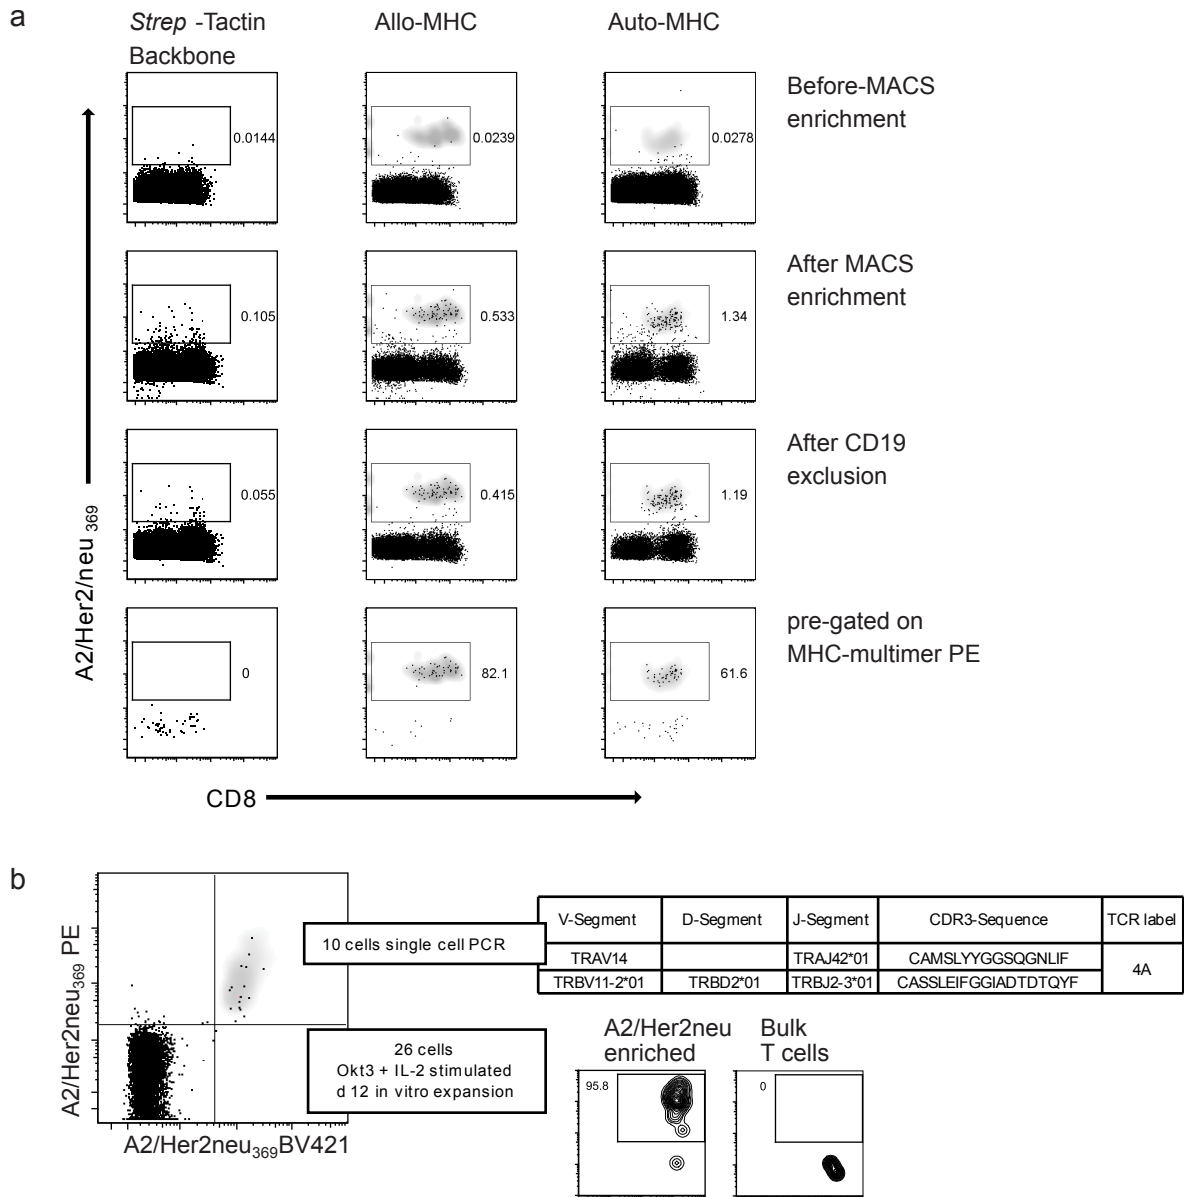 a
Strep -Tactin
Backbone
Allo-MHC
Auto-MHC
0.0144
0.0239
0.0278
Before-MACS
enrichment
0.105
0.533
1.34
After MACS
enrichment
0.055
0.415
1.19
After CD19
exclusion
0
82.1
61.6
pre-gated on
MHC-multimer PE
A2/Her2/neu 369
CD8
b
A2/Her2neu369 PE
A2/Her2neu369BV421
10 cells single cell PCR
V-Segment D-Segment J-Segment CDR3-Sequence TCR label
TRAV14 TRAJ42*01 CAMSLYYGGSQGNLIF 4A
TRBV11-2*01 TRBD2*01 TRBJ2-3*01 CASSLEIFGGIADTDTQYF
26 cells
Okt3 + IL-2 stimulated
d 12 in vitro expansion
A2/Her2neu
enriched
Bulk
T cells
95.8
0